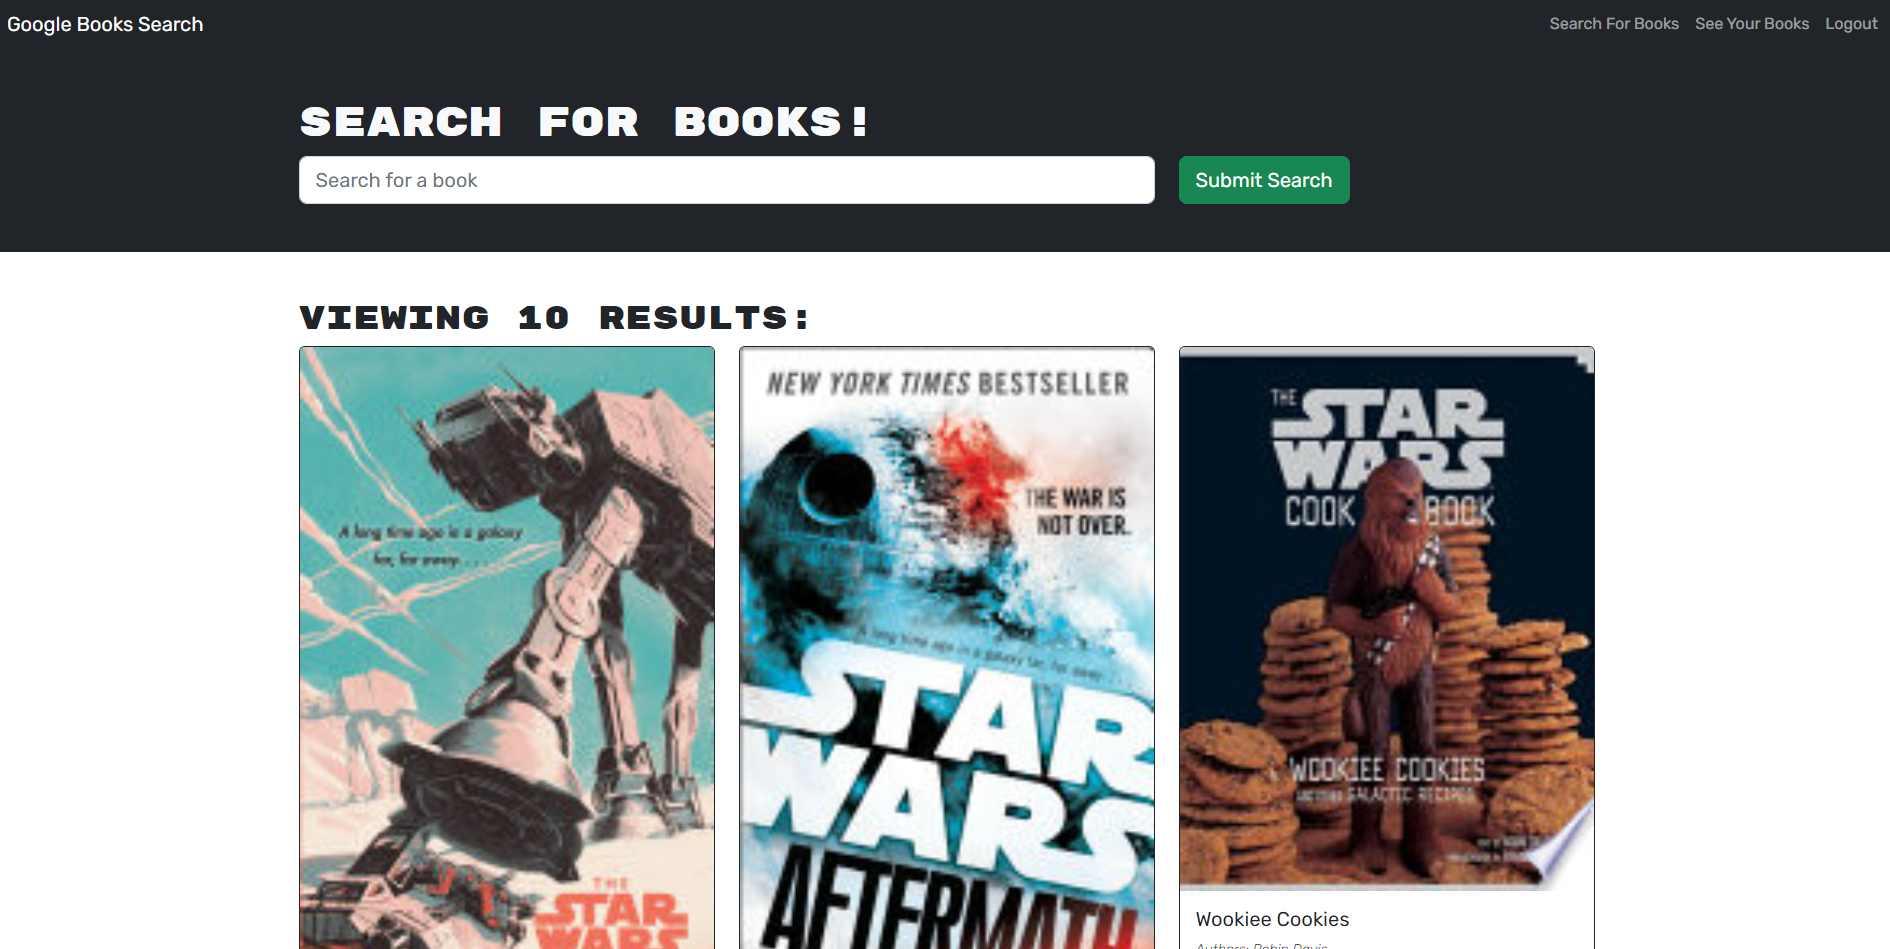 Google Books Search
Search For Books
See Your Books
Logout
SEARCH FOR BOOKS!
Search for a book
Submit Search
VIEWING 10 RESULTS:
A long time ago in a galaxy
far, far away. . . .
THE
STAR
WARS
NEW YORK TIMES BESTSELLER
THE WAR IS
NOT OVER.
A long time ago in a galaxy far, far away. . . .
STAR
WARS
AFTERMATH
THE
STAR
WARS
COOK BOOK
WOOKIEE COOKIES
AND OTHER GALACTIC RECIPES
Wookiee Cookies
Authors: Robin Davis